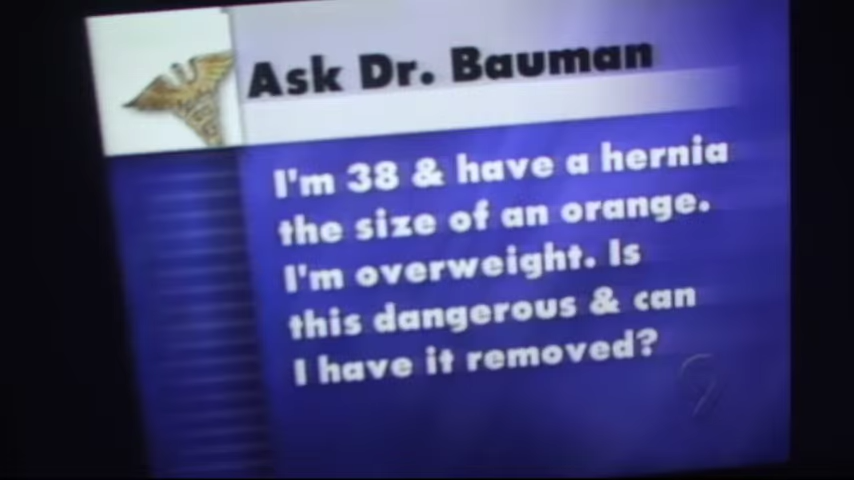 Ask Dr. Bauman
I'm 38 & have a hernia
the size of an orange.
I'm overweight. Is
this dangerous & can
I have it removed?
9